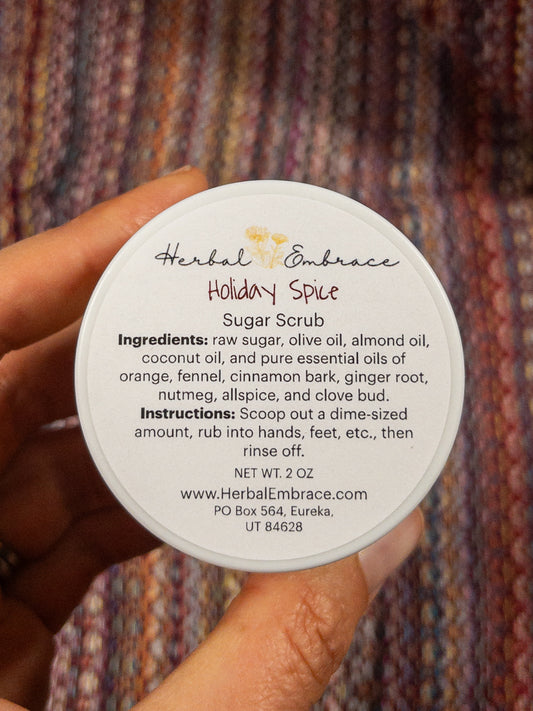 Herbal Embrace
Holiday Spice
Sugar Scrub
Ingredients: raw sugar, olive oil, almond oil,
coconut oil, and pure essential oils of
orange, fennel, cinnamon bark, ginger root,
nutmeg, allspice, and clove bud.
Instructions: Scoop out a dime-sized
amount, rub into hands, feet, etc., then
rinse off.
NET WT. 2 OZ
www.HerbalEmbrace.com
PO Box 564, Eureka,
UT 84628